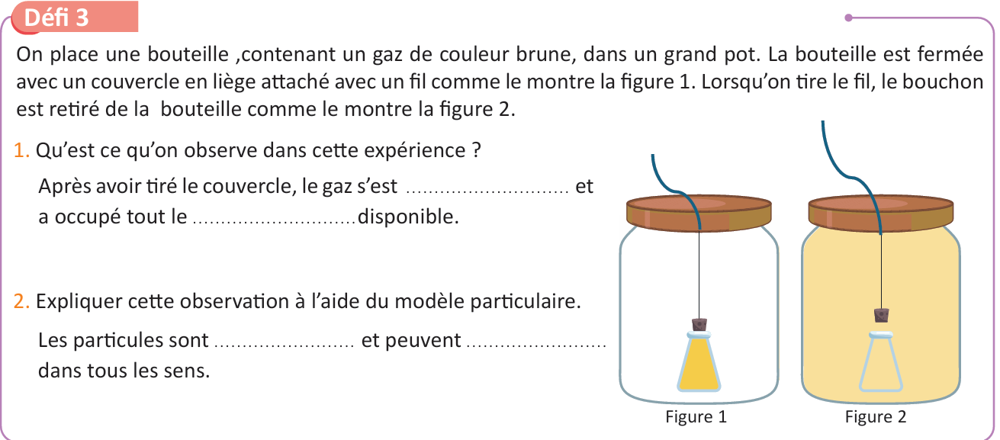 Défi 3
On place une bouteille ,contenant un gaz de couleur brune, dans un grand pot. La bouteille est fermée
avec un couvercle en liège attaché avec un fil comme le montre la figure 1. Lorsqu'on tire le fil, le bouchon
est retiré de la bouteille comme le montre la figure 2.
1. Qu'est ce qu'on observe dans cette expérience ?
Après avoir tiré le couvercle, le gaz s'est ............................ et
a occupé tout le ............................ disponible.
2. Expliquer cette observation à l'aide du modèle particulaire.
Les particules sont ......................... et peuvent .........................
dans tous les sens.
Figure 1
Figure 2